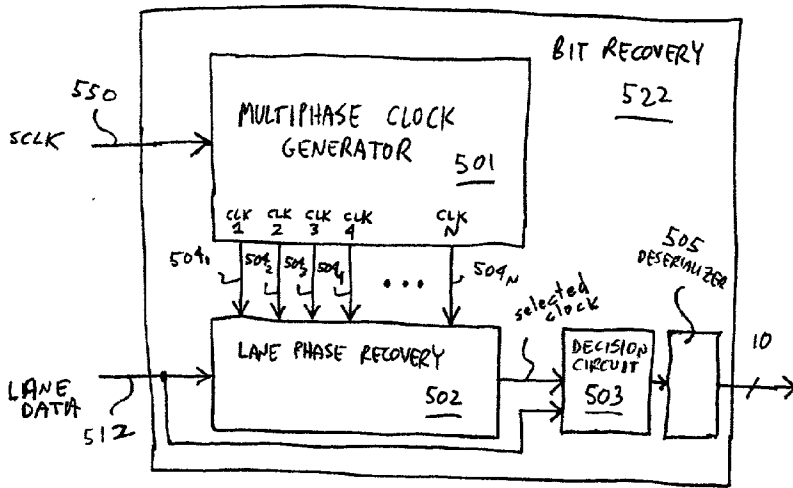 BIT RECOVERY
522
550
SCLK
MULTIPHASE CLOCK
GENERATOR
501
CLK 1
CLK 2
CLK 3
CLK 4
CLK N
504₁
504₂
504₃
504₄
...
504N
selected
clock
505
DESERIALIZER
LANE PHASE RECOVERY
502
DECISION
CIRCUIT
503
10
LANE
DATA
512